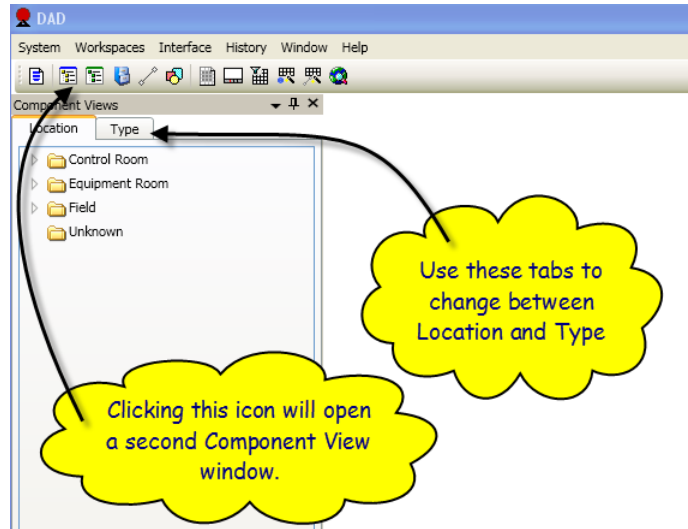 DAD
System Workspaces Interface History Window Help
Component Views
Location Type
Control Room
Equipment Room
Field
Unknown
Use these tabs to
change between
Location and Type
Clicking this icon will open
a second Component View
window.